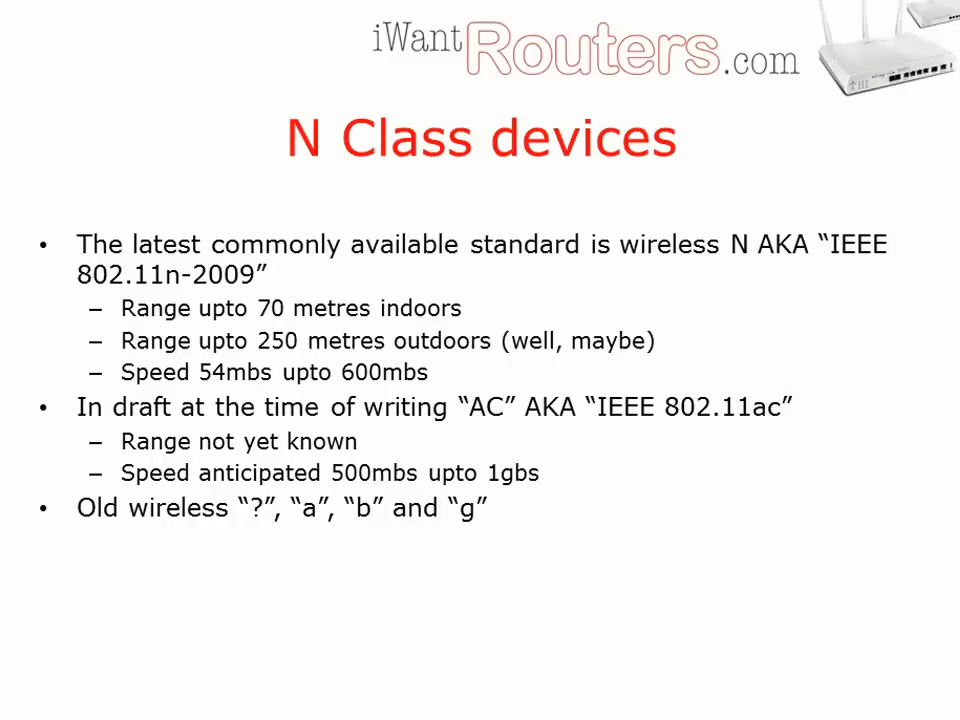 iWantRouters.com
N Class devices
• The latest commonly available standard is wireless N AKA “IEEE
802.11n-2009”
– Range upto 70 metres indoors
– Range upto 250 metres outdoors (well, maybe)
– Speed 54mbs upto 600mbs
• In draft at the time of writing “AC” AKA “IEEE 802.11ac”
– Range not yet known
– Speed anticipated 500mbs upto 1gbs
• Old wireless “?”, “a”, “b” and “g”